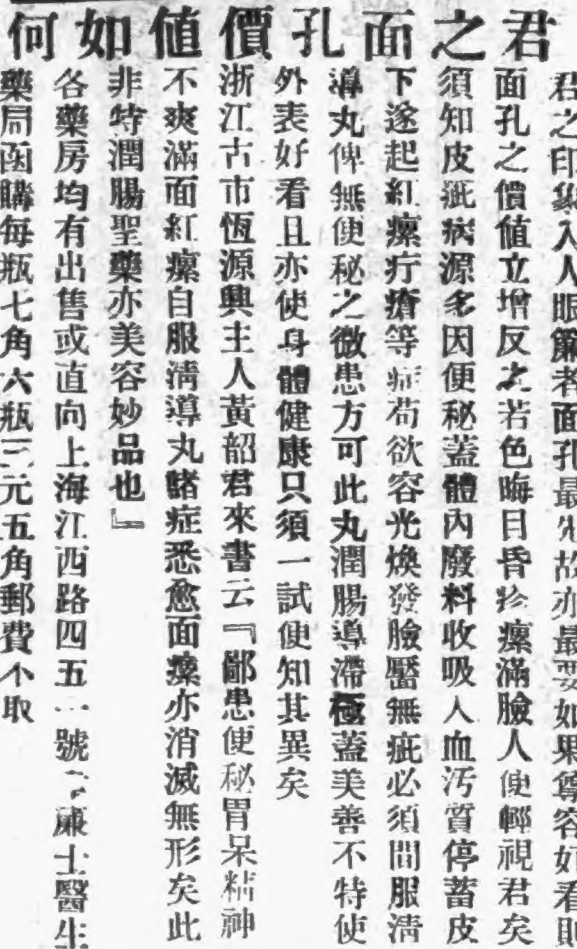 君之面孔價値如何
君之印象入人眼簾者面孔最先故亦最要如果尊容好看則
面孔之價値立增反之若色晦目昏疹瘰滿臉人便輕視君矣
須知皮疵病源多因便秘蓋體內廢料收吸入血汚質停蓄皮
下遂起紅瘰疔瘡等症苟欲容光煥發臉靨無疵必須間服淸
導丸俾無便秘之微患方可此丸潤腸導滯極蓋美善不特使
外表好看且亦使身體健康只須一試便知其異矣
浙江古市恆源興主人黃韶君來書云『鄙患便秘胃呆精神
不爽滿面紅瘰自服淸導丸諸症悉愈面瘰亦消滅無形矣此
非特潤腸聖藥亦美容妙品也』
各藥房均有出售或直向上海江西路四五一號韋廉士醫生
藥局函購每瓶七角六瓶三元五角郵費不取